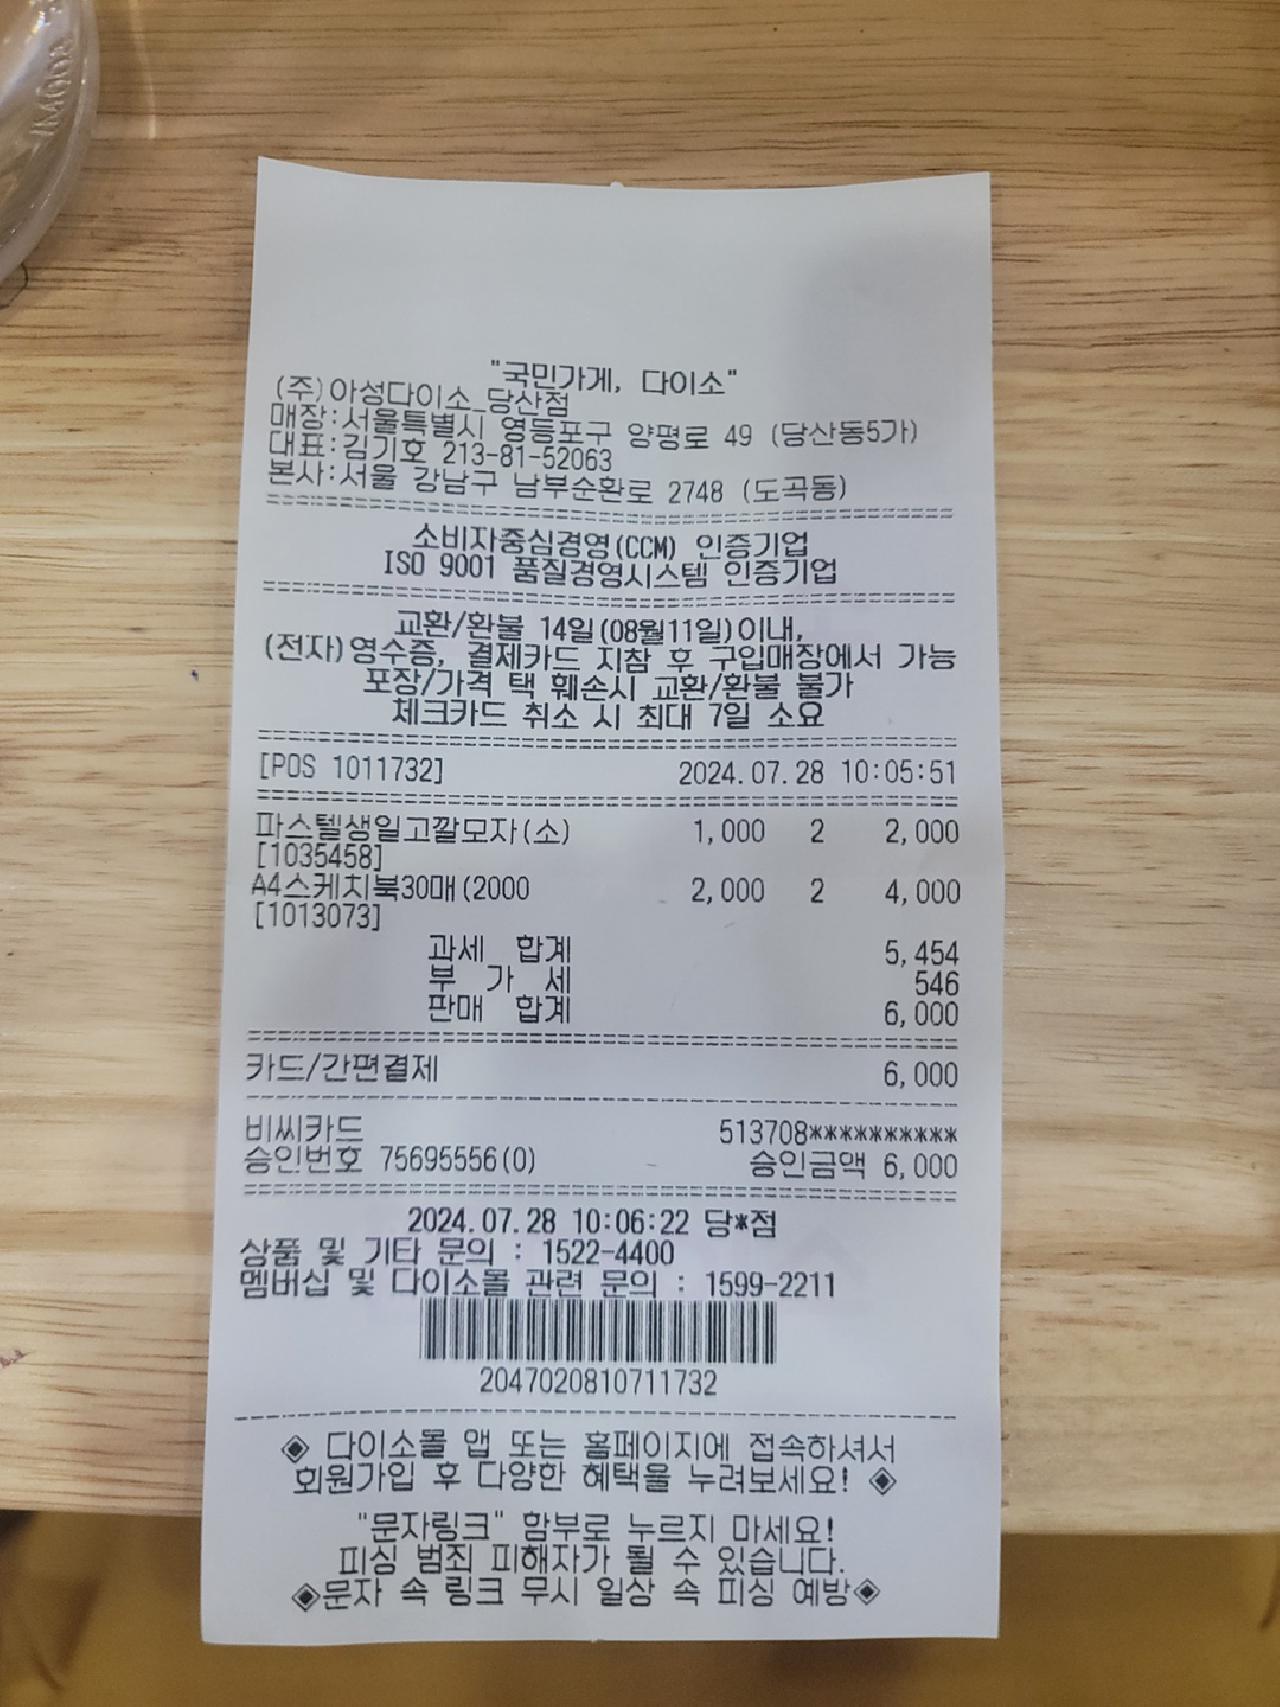 "국민가게, 다이소"
(주)아성다이소_당산점
매장:서울특별시 영등포구 양평로 49 (당산동5가)
대표:김기호 213-81-52063
본사:서울 강남구 남부순환로 2748 (도곡동)
소비자중심경영(CCM) 인증기업
ISO 9001 품질경영시스템 인증기업
교환/환불 14일(08월11일)이내,
(전자)영수증, 결제카드 지참 후 구입매장에서 가능
포장/가격 택 훼손시 교환/환불 불가
체크카드 취소 시 최대 7일 소요
[POS 1011732] 2024.07.28 10:05:51
파스텔생일고깔모자(소) 1,000 2 2,000
[1035458]
A4스케치북30매(2000 2,000 2 4,000
[1013073]
과세 합계 5,454
부 가 세 546
판매 합계 6,000
카드/간편결제 6,000
비씨카드 513708**********
승인번호 75695556(0) 승인금액 6,000
2024.07.28 10:06:22 당*점
상품 및 기타 문의 : 1522-4400
멤버십 및 다이소몰 관련 문의 : 1599-2211
2047020810711732
◈ 다이소몰 앱 또는 홈페이지에 접속하셔서
회원가입 후 다양한 혜택을 누려보세요! ◈
"문자링크" 함부로 누르지 마세요!
피싱 범죄 피해자가 될 수 있습니다.
◈문자 속 링크 무시 일상 속 피싱 예방◈